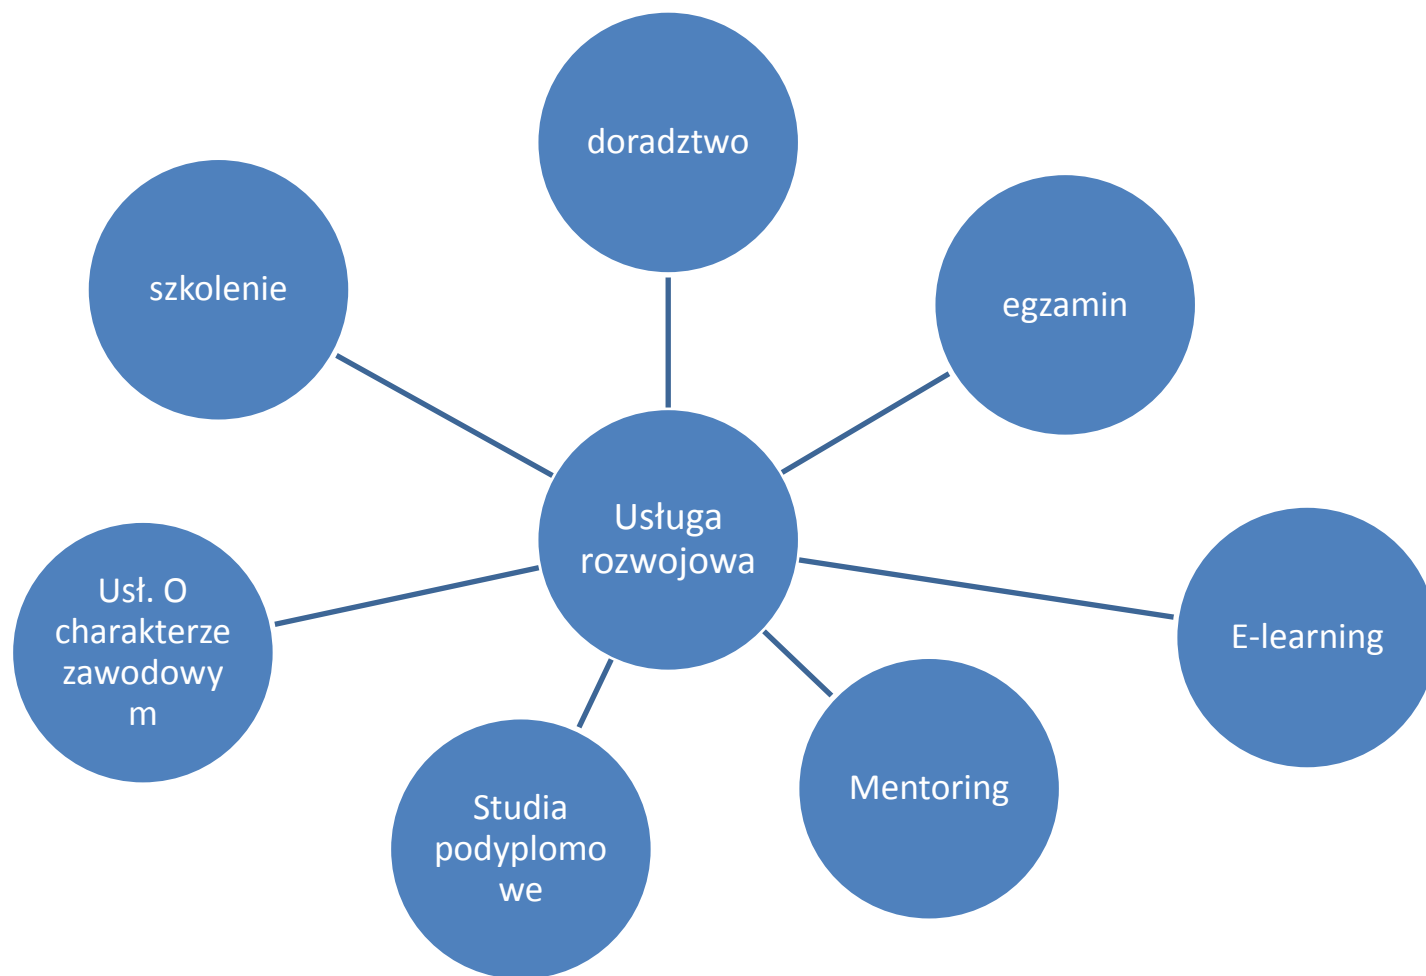 doradztwo
szkolenie
egzamin
Usługa
rozwojowa
Usł. O
charakterze
zawodowy
m
E-learning
Mentoring
Studia
podyplomo
we